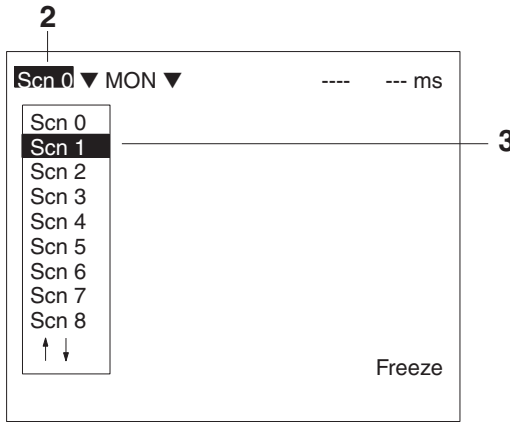 2
Scn 0 ▼ MON ▼ ---- --- ms
Scn 0
Scn 1
3
Scn 2
Scn 3
Scn 4
Scn 5
Scn 6
Scn 7
Scn 8
↑ ↓
Freeze